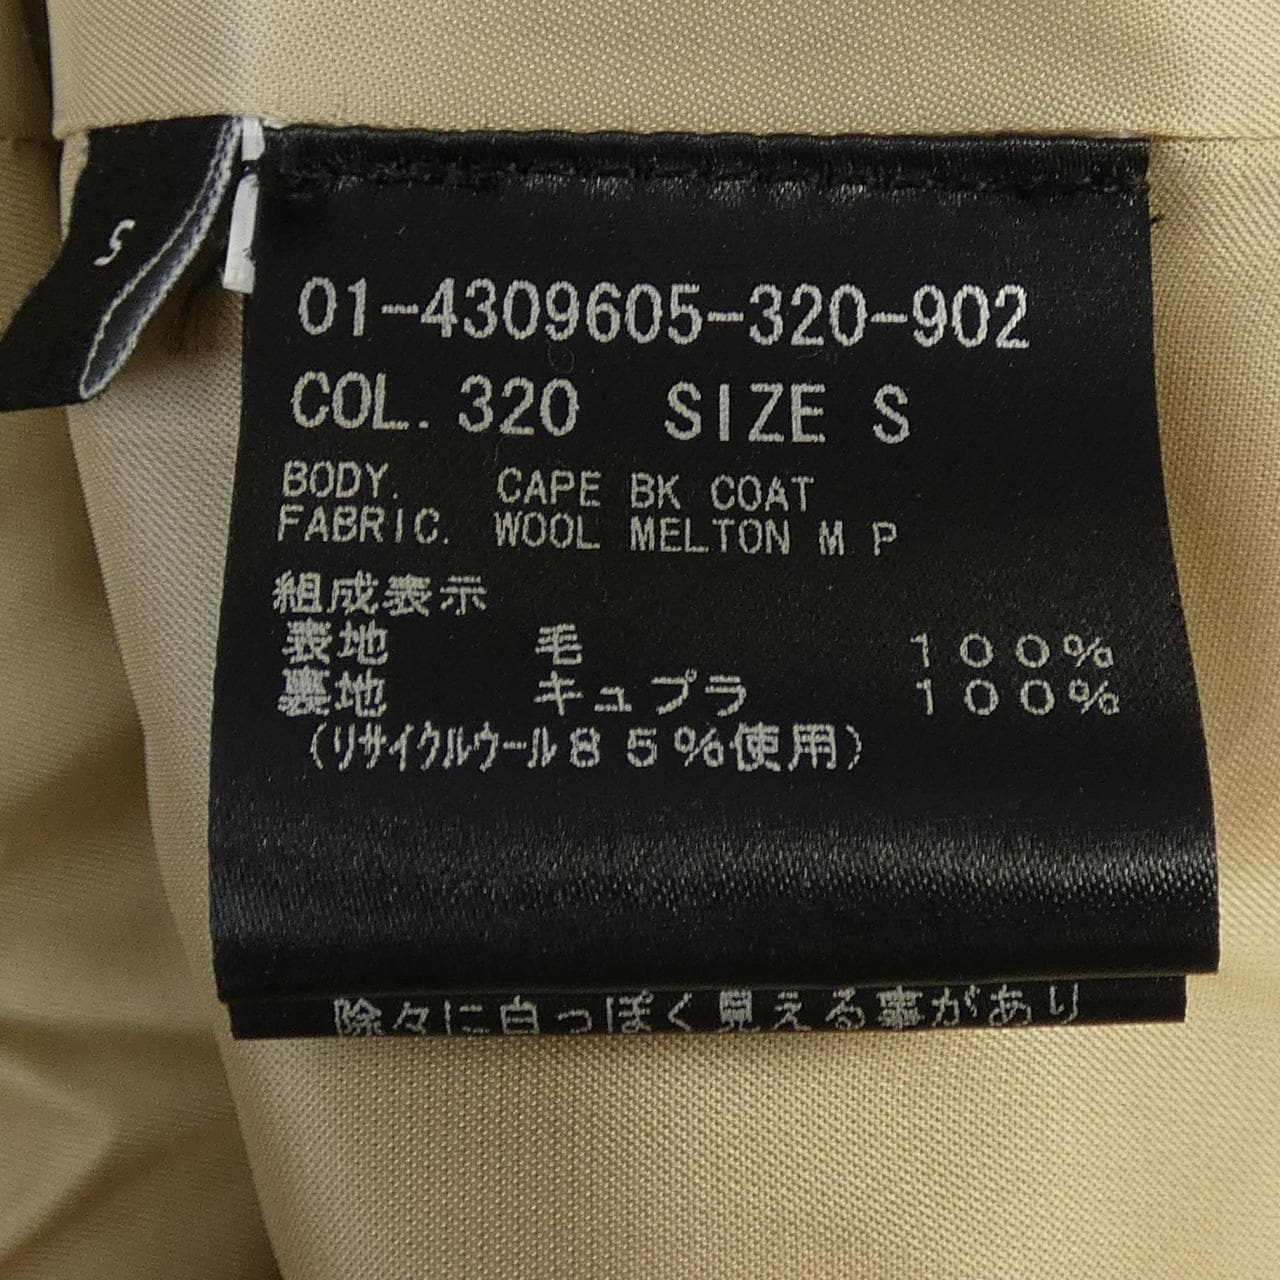 S
01-4309605-320-902
COL. 320 SIZE S
BODY. CAPE BK COAT
FABRIC. WOOL MELTON M P
組成表示
表地 毛 100%
裏地 キュプラ 100%
(リサイクルウール85%使用)
除々に白っぽく見える事があり